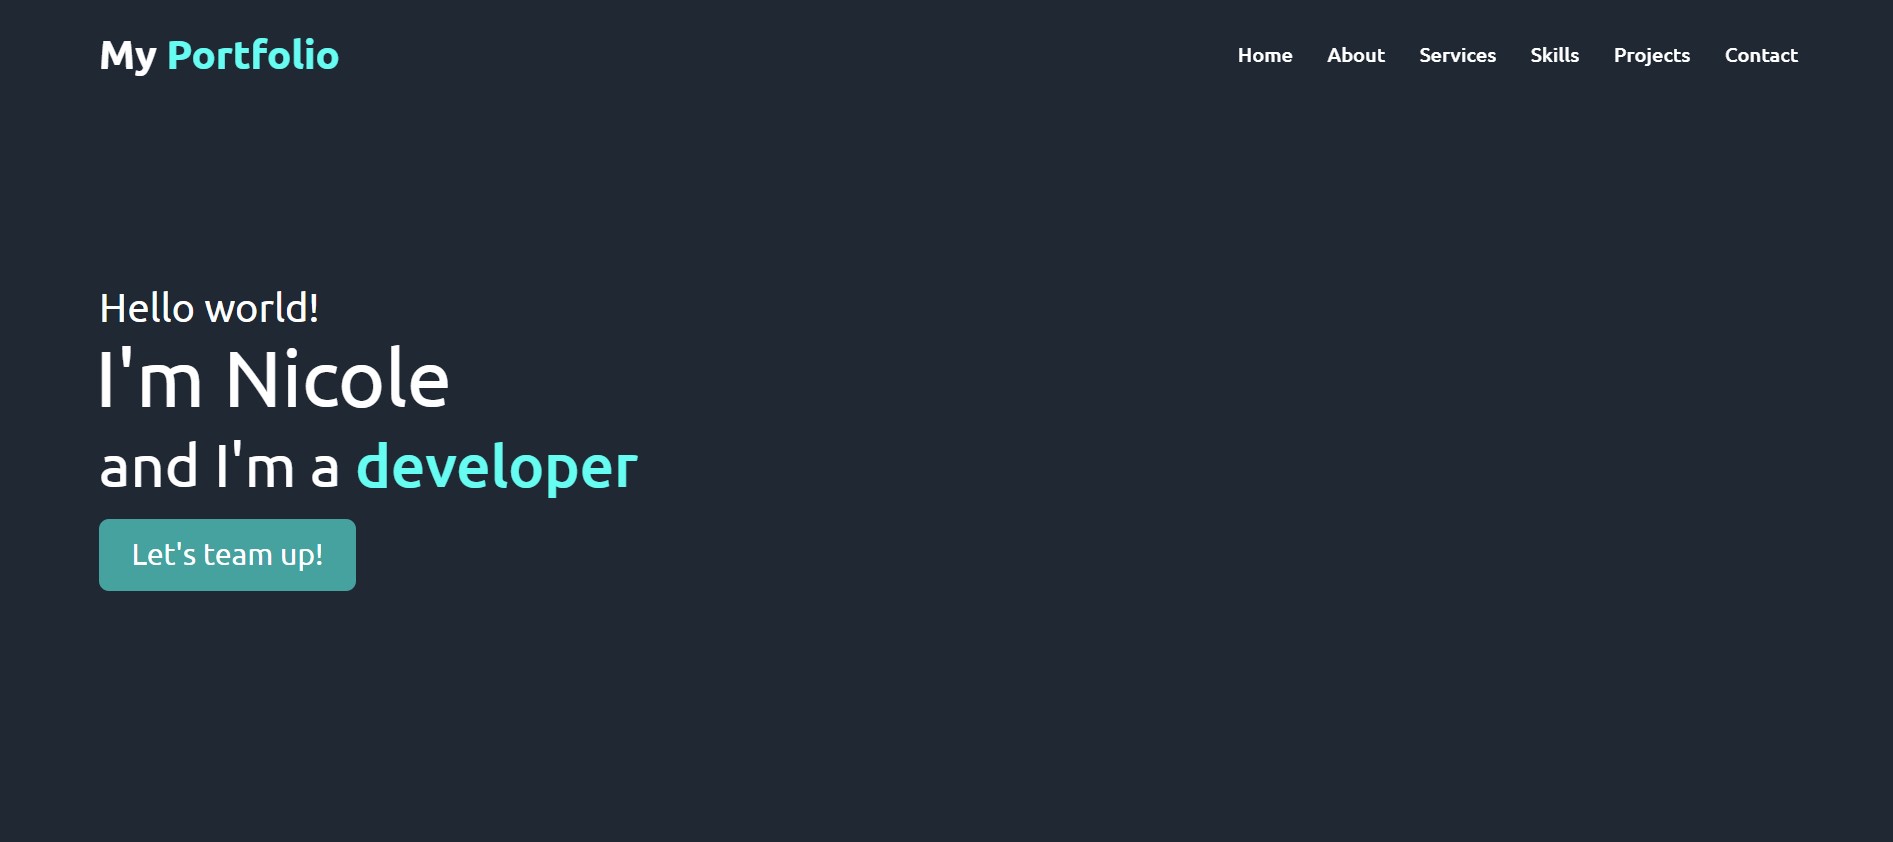 My Portfolio
Home About Services Skills Projects Contact
Hello world!
I'm Nicole
and I'm a developer
Let's team up!